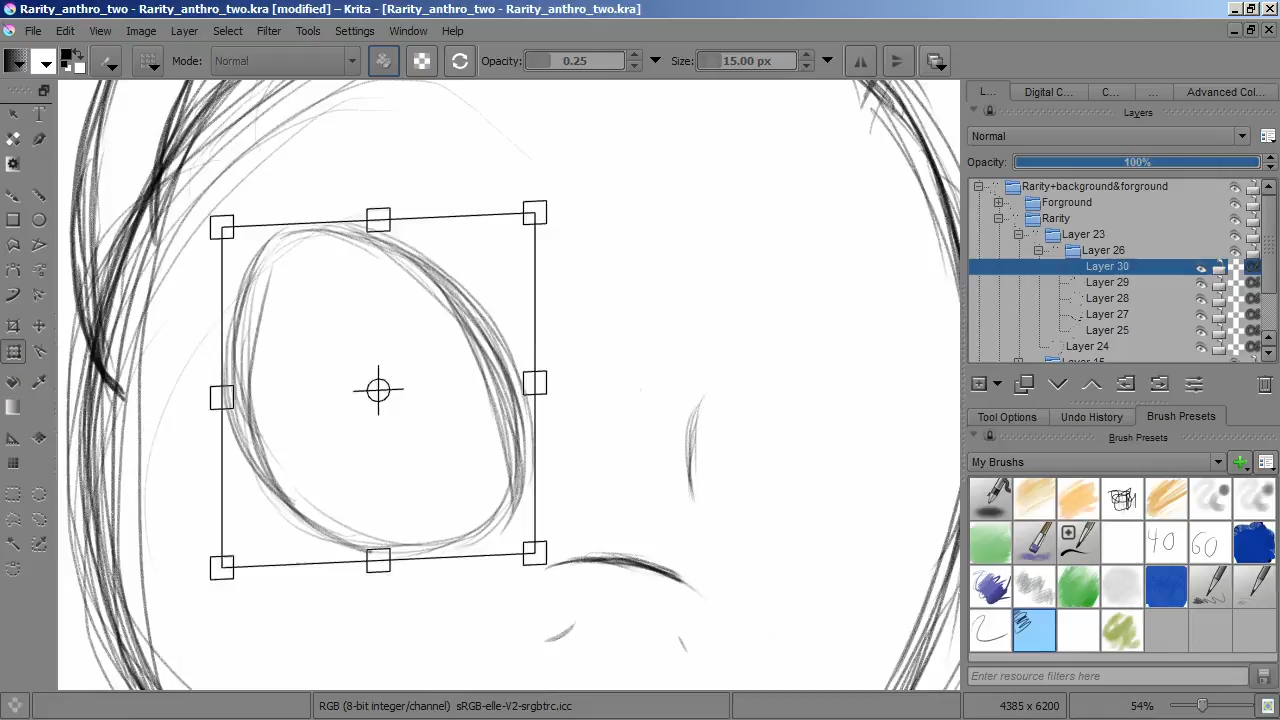 Rarity_anthro_two - Rarity_anthro_two.kra [modified] – Krita - [Rarity_anthro_two - Rarity_anthro_two.kra]
File Edit View Image Layer Select Filter Tools Settings Window Help
Mode: Normal Opacity: 0.25 Size: 15.00 px
L... Digital C... C... ... Advanced Col...
Layers
Normal
Opacity: 100%
Rarity+background&forground
Forground
Rarity
Layer 23
Layer 26
Layer 30
Layer 29
Layer 28
Layer 27
Layer 25
Layer 24
Layer 15
Tool Options Undo History Brush Presets
Brush Presets
My Brushes
40 60
Enter resource filters here
RGB (8-bit integer/channel) sRGB-elle-V2-srgbtrc.icc 4385 x 6200 54%